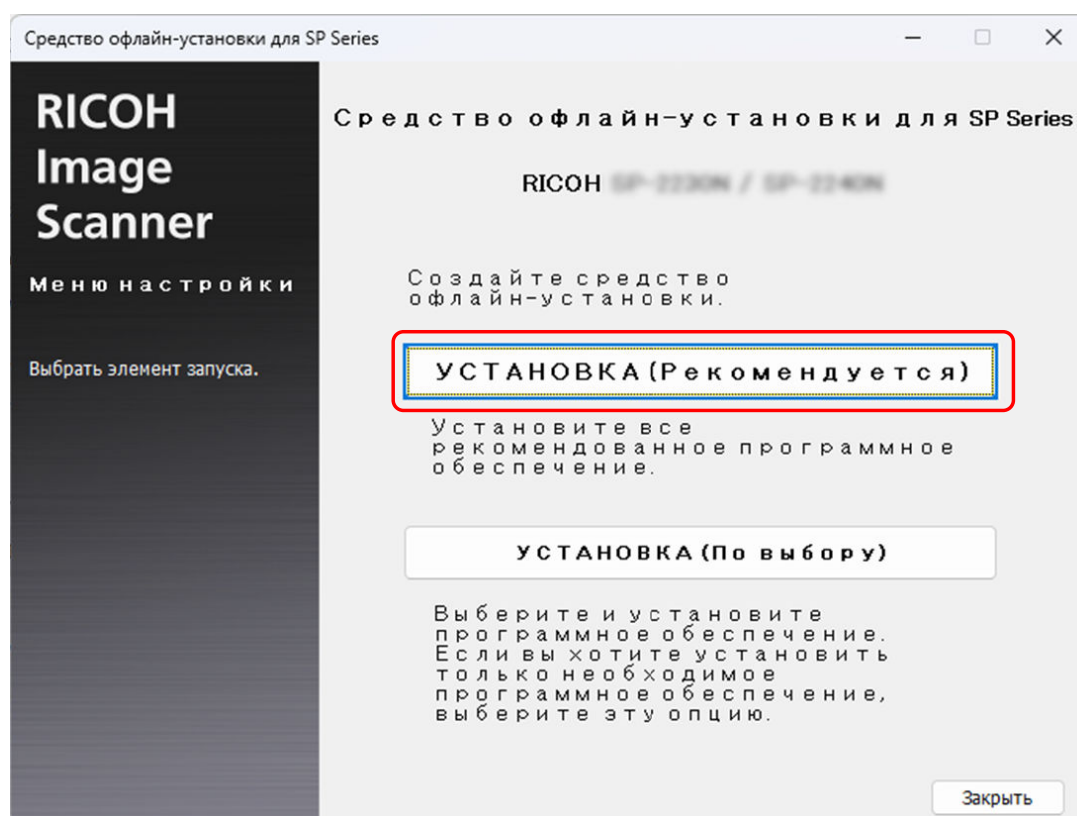 Средство офлайн-установки для SP Series
RICOH
Image
Scanner
Меню настройки
Выбрать элемент запуска.
Средство офлайн-установки для SP Series
RICOH
Создайте средство
офлайн-установки.
УСТАНОВКА(Рекомендуется)
Установите все
рекомендованное программное
обеспечение.
УСТАНОВКА(По выбору)
Выберите и установите
программное обеспечение.
Если вы хотите установить
только необходимое
программное обеспечение,
выберите эту опцию.
Закрыть